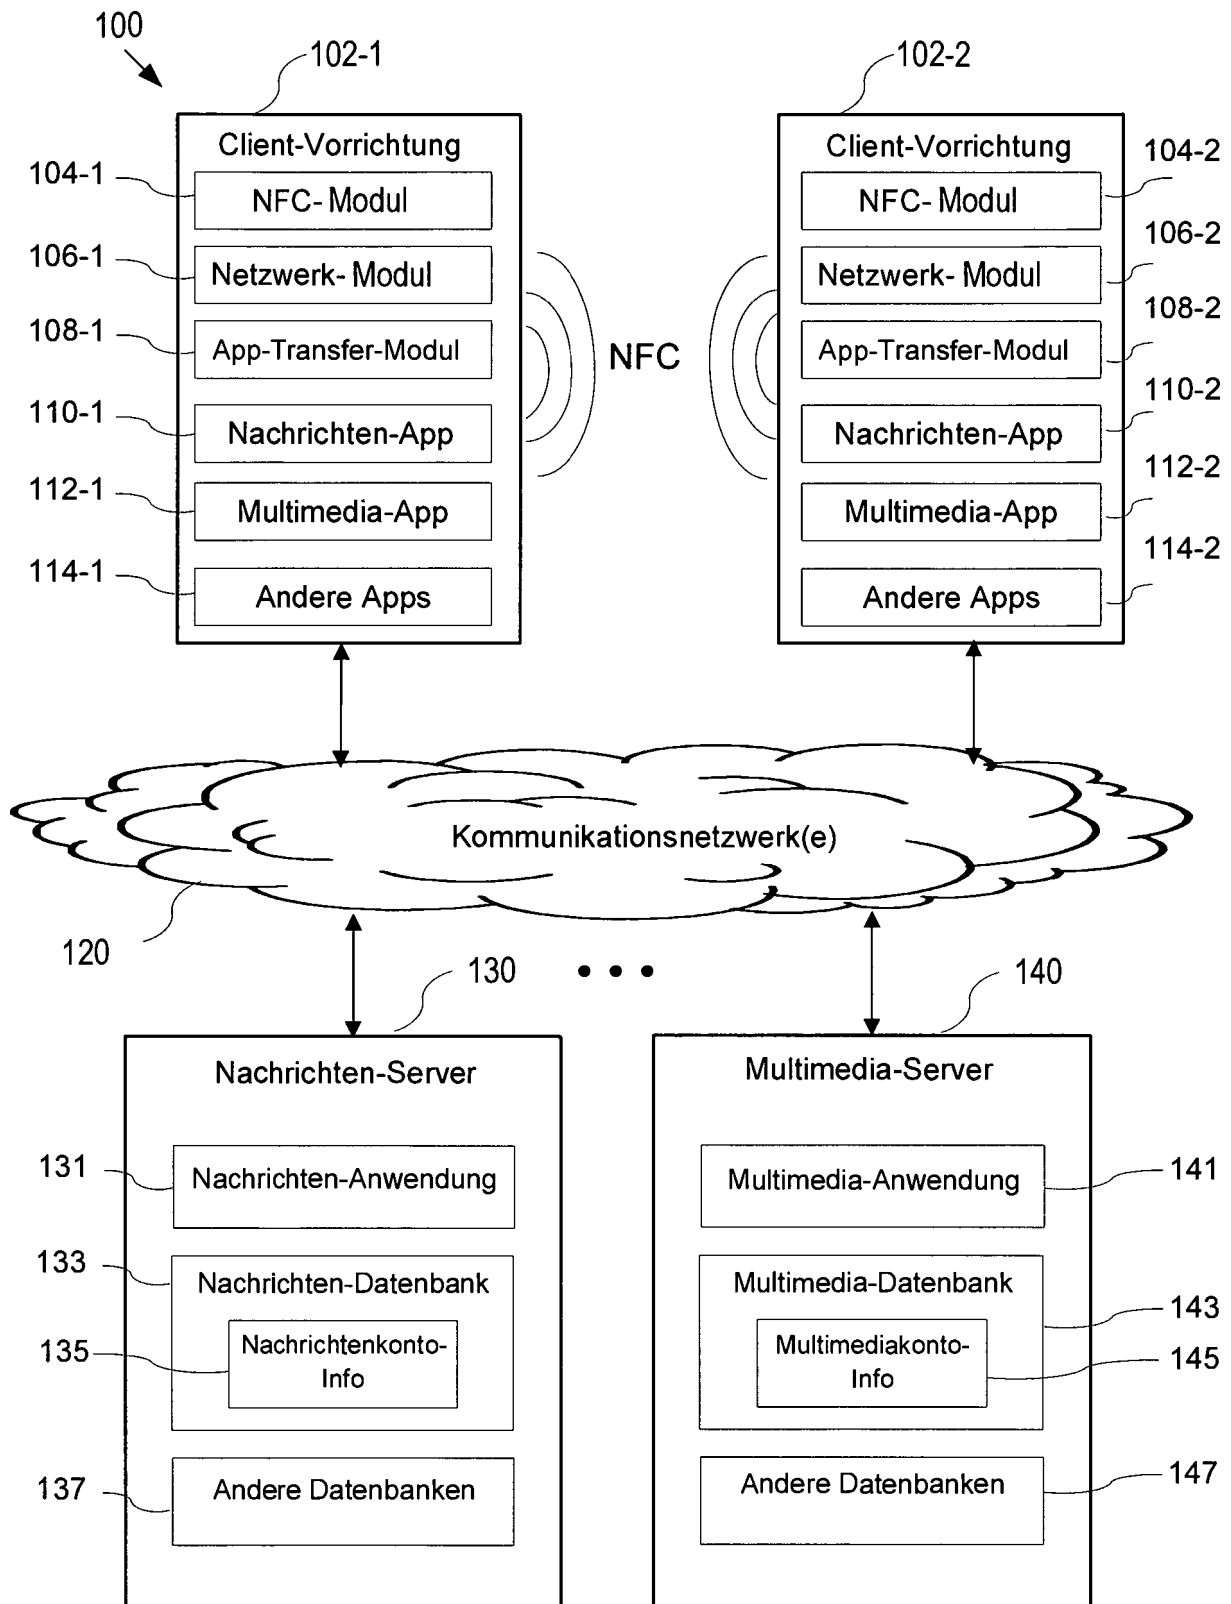 100
102-1
102-2
Client-Vorrichtung
104-1
NFC-Modul
106-1
Netzwerk-Modul
108-1
App-Transfer-Modul
110-1
Nachrichten-App
112-1
Multimedia-App
114-1
Andere Apps
NFC
Client-Vorrichtung
104-2
NFC-Modul
106-2
Netzwerk-Modul
108-2
App-Transfer-Modul
110-2
Nachrichten-App
112-2
Multimedia-App
114-2
Andere Apps
Kommunikationsnetzwerk(e)
120
130
140
Nachrichten-Server
131
Nachrichten-Anwendung
133
Nachrichten-Datenbank
135
Nachrichtenkonto-
Info
137
Andere Datenbanken
Multimedia-Server
Multimedia-Anwendung
141
Multimedia-Datenbank
143
Multimediakonto-
Info
145
Andere Datenbanken
147